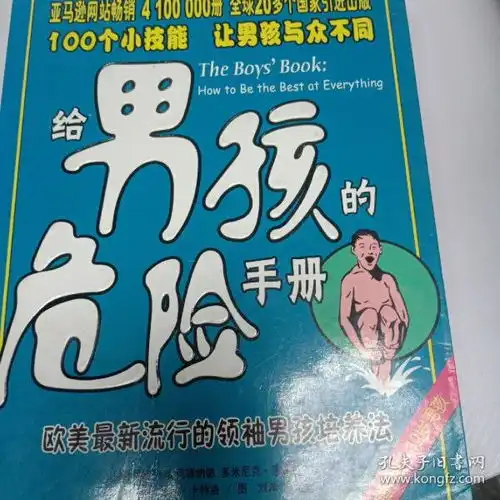 亚马逊网站畅销 4 100 000册 全球20多个国家引进出版
100个小技能 让男孩与众不同
The Boys' Book:
How to Be the Best at Everything
给男孩的
危险手册
欧美最新流行的领袖男孩培养法
孔夫子旧书网
www.kongfz.com